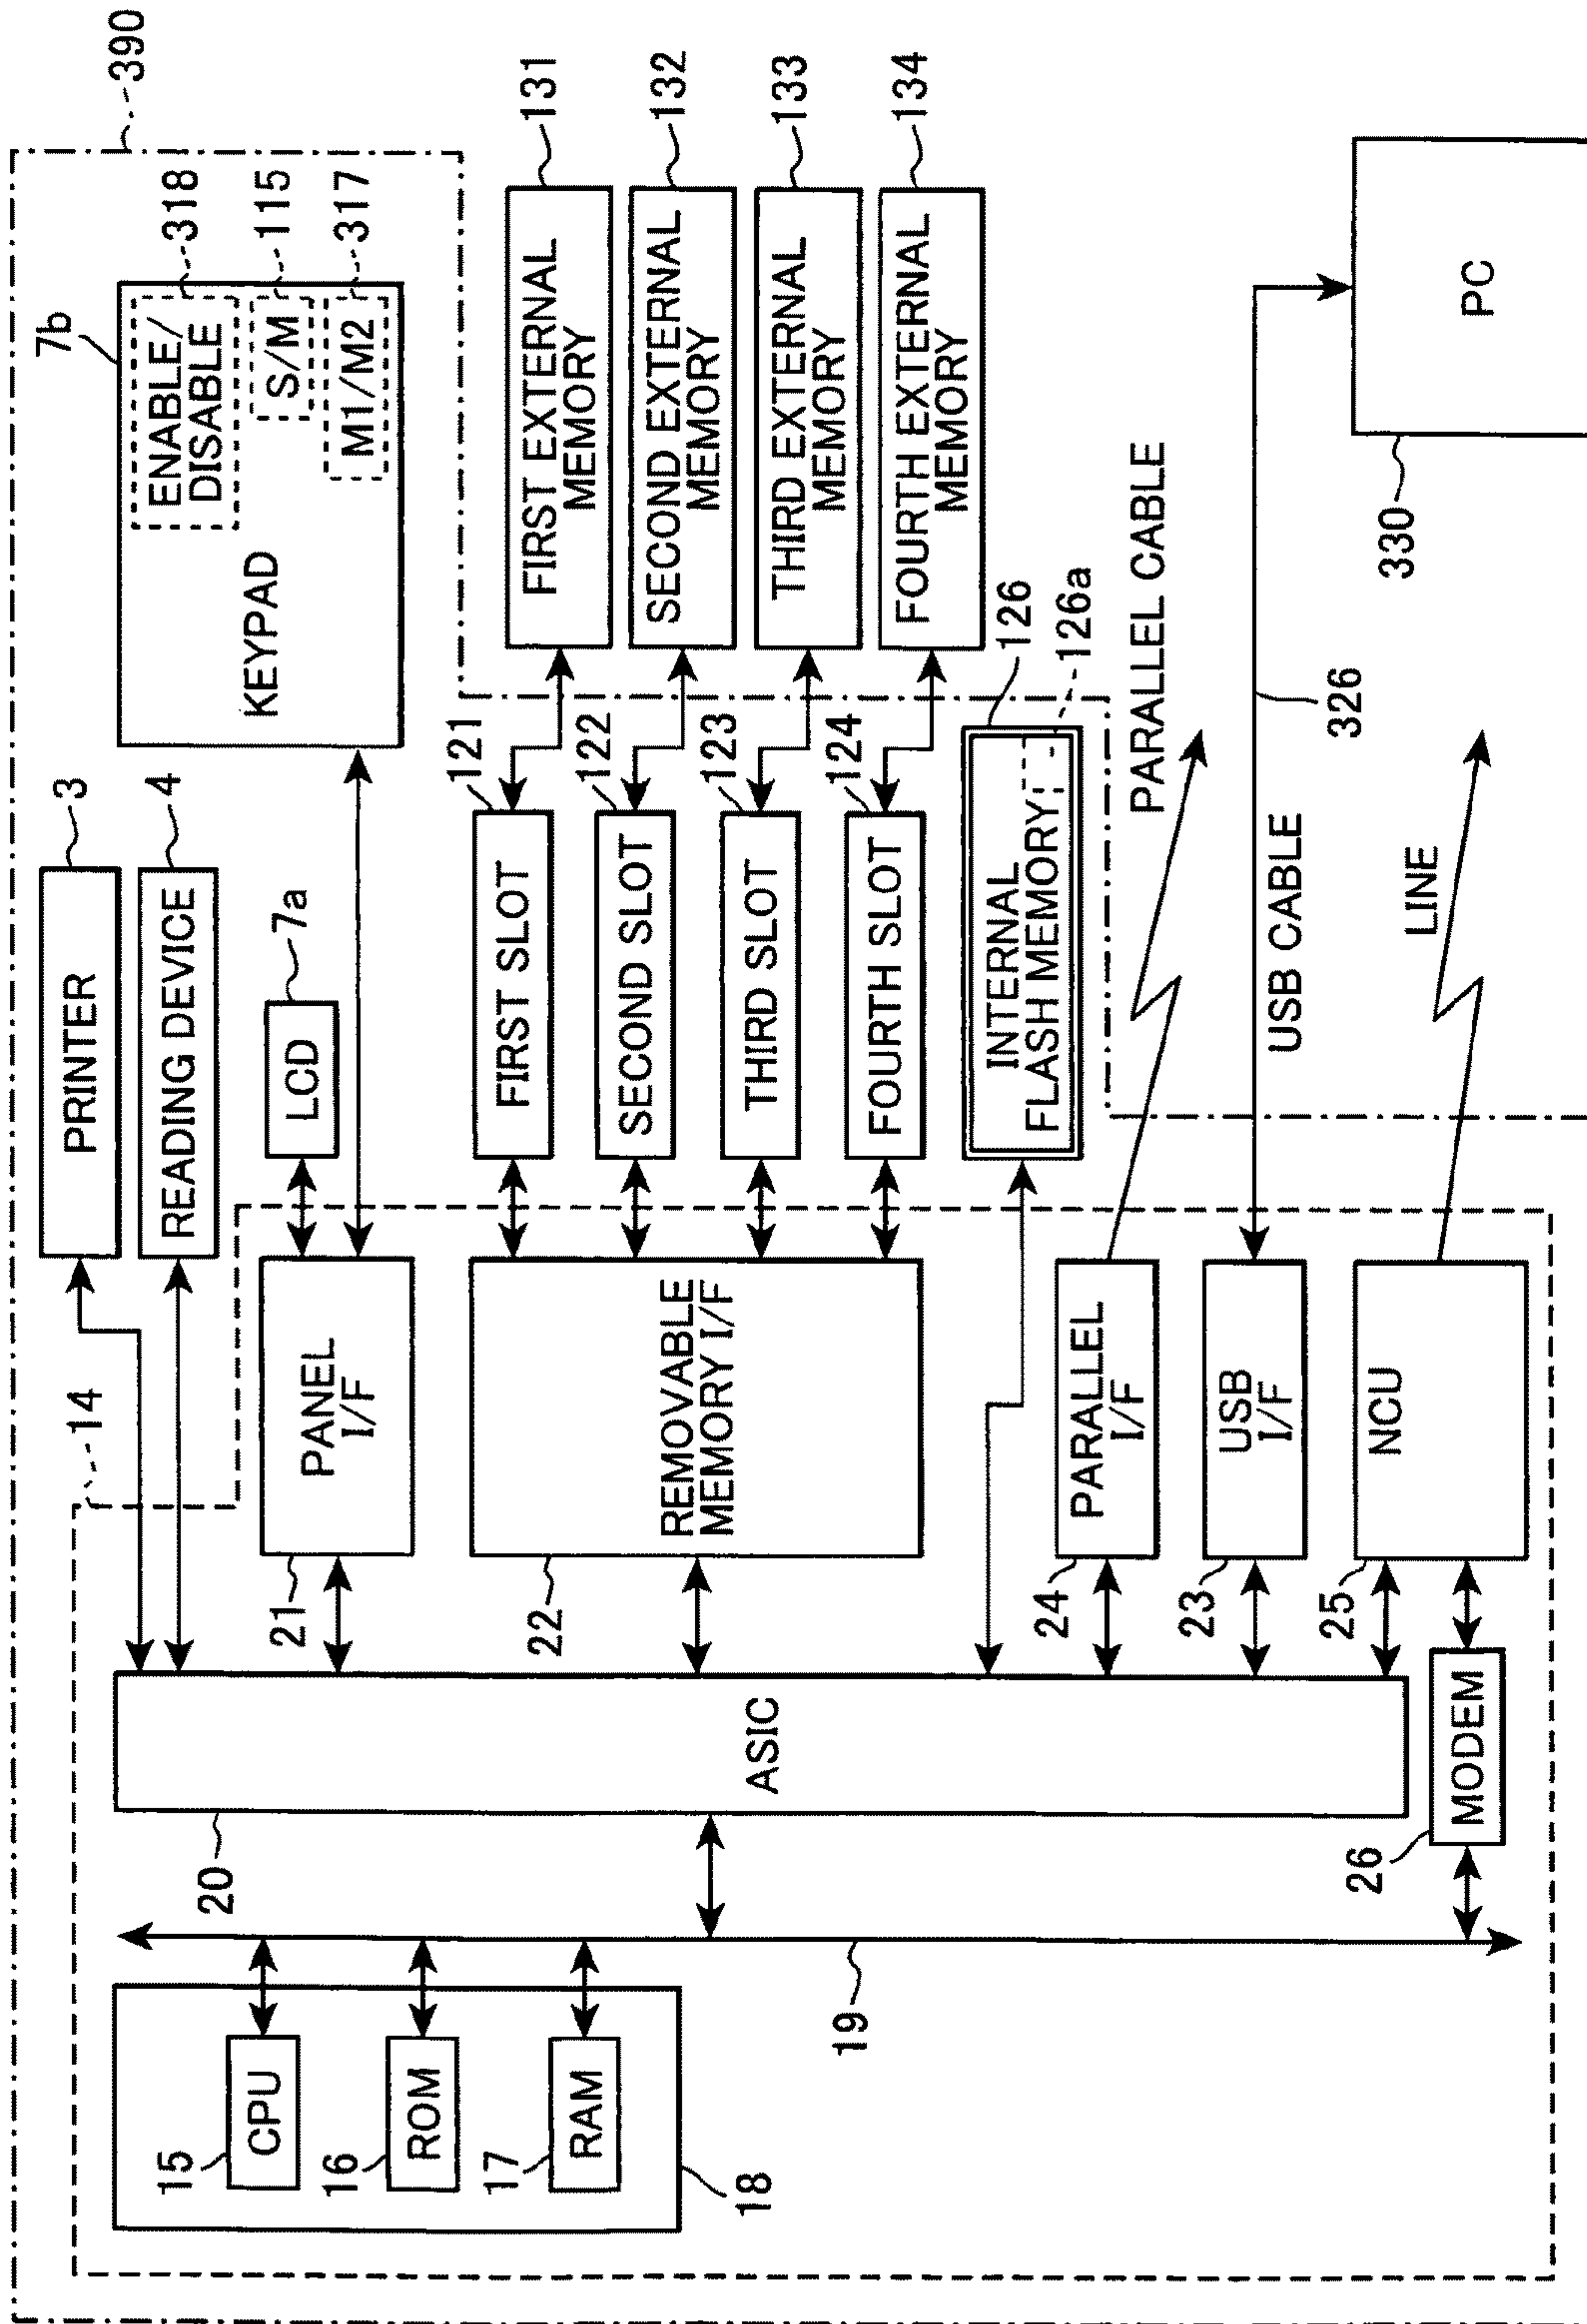 390
14
PRINTER
3
READING DEVICE
4
7b
KEYPAD
ENABLE/
DISABLE
318
S/M
115
M1/M2
317
LCD
7a
PANEL
I/F
21
REMOVABLE
MEMORY I/F
22
FIRST SLOT
121
SECOND SLOT
122
THIRD SLOT
123
FOURTH SLOT
124
FIRST EXTERNAL
MEMORY
131
SECOND EXTERNAL
MEMORY
132
THIRD EXTERNAL
MEMORY
133
FOURTH EXTERNAL
MEMORY
134
INTERNAL
FLASH MEMORY
126
126a
PARALLEL
I/F
24
PARALLEL CABLE
USB
I/F
23
USB CABLE
326
PC
330
NCU
25
LINE
MODEM
26
ASIC
20
19
15
CPU
16
ROM
17
RAM
18